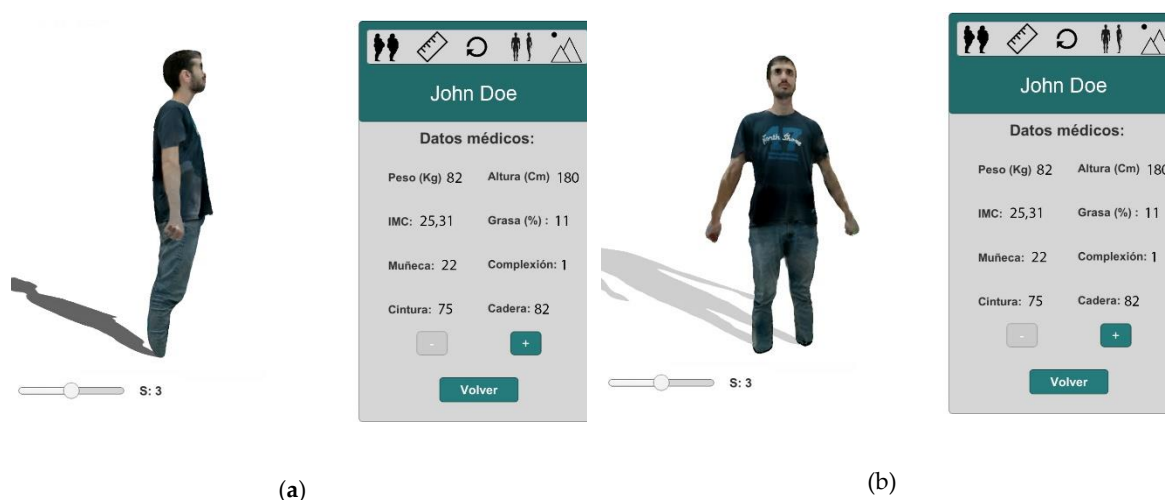 John Doe
Datos médicos:
Peso (Kg) 82 Altura (Cm) 180
IMC: 25,31 Grasa (%) : 11
Muñeca: 22 Complexión: 1
Cintura: 75 Cadera: 82
- +
Volver
S: 3
(a)
John Doe
Datos médicos:
Peso (Kg) 82 Altura (Cm) 180
IMC: 25,31 Grasa (%) : 11
Muñeca: 22 Complexión: 1
Cintura: 75 Cadera: 82
- +
Volver
S: 3
(b)